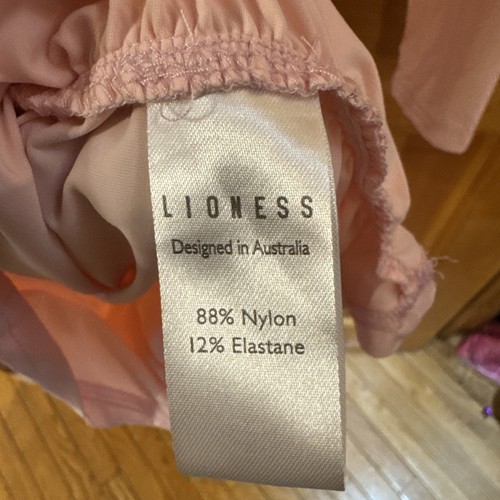 LIONESS
Designed in Australia
88% Nylon
12% Elastane